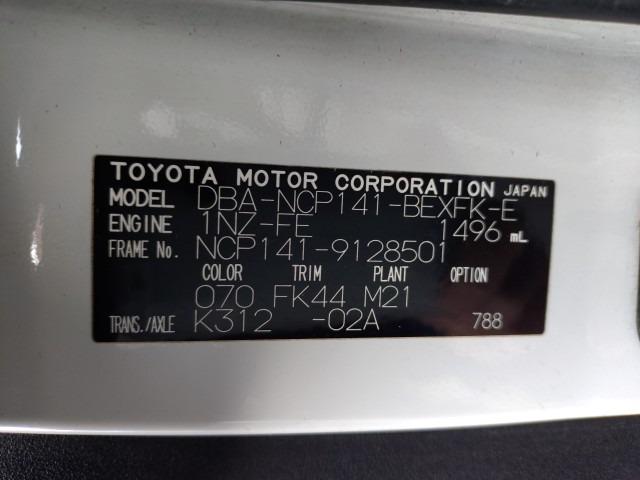 TOYOTA MOTOR CORPORATION JAPAN
MODEL DBA-NCP141-BEXFK-E
ENGINE 1NZ-FE 1496 mL
FRAME No. NCP141-9128501
COLOR TRIM PLANT OPTION
070 FK44 M21
TRANS./AXLE K312 -02A 788